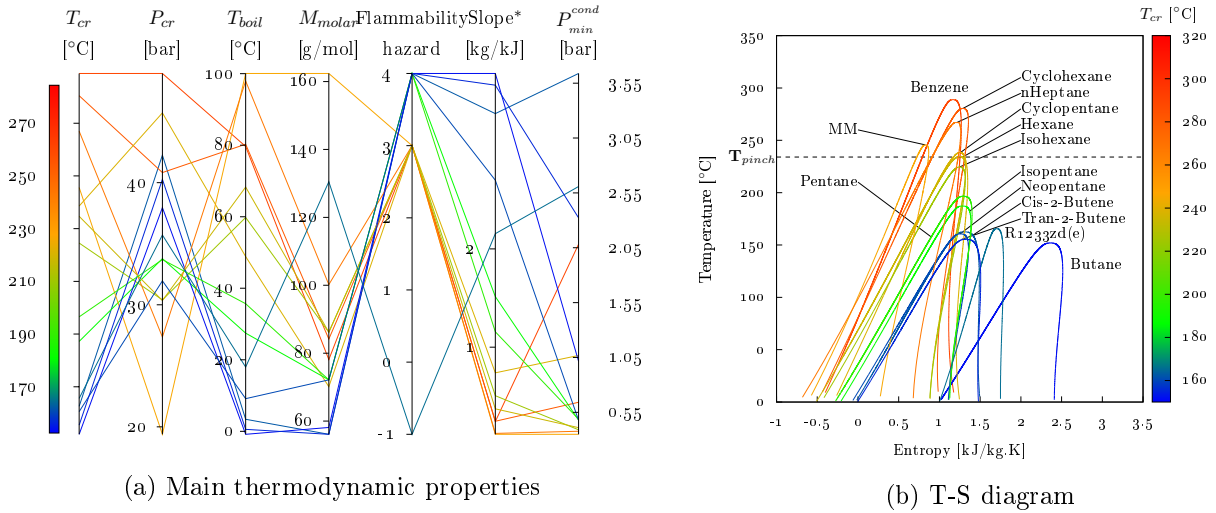 T_cr P_cr T_boil M_molar Flammability Slope* P_min^cond
[°C] [bar] [°C] [g/mol] hazard [kg/kJ] [bar]
270
250
230
210
190
170
40
30
20
100
80
60
20
0
160
140
120
100
80
60
4
3
2
1
0
-1
2
1
3.55
3.05
2.55
2.05
1.55
1.05
0.55
(a) Main thermodynamic properties
T_cr [°C]
350
300
250
T_pinch
200
150
100
50
0
0
Temperature [°C]
-1 -0.5 0 0.5 1 1.5 2 2.5 3 3.5
Entropy [kJ/kg.K]
Benzene
MM
Pentane
Cyclohexane
nHeptane
Cyclopentane
Hexane
Isohexane
Isopentane
Neopentane
Cis-2-Butene
Tran-2-Butene
R1233zd(e)
Butane
320
300
280
260
240
220
200
180
160
(b) T-S diagram